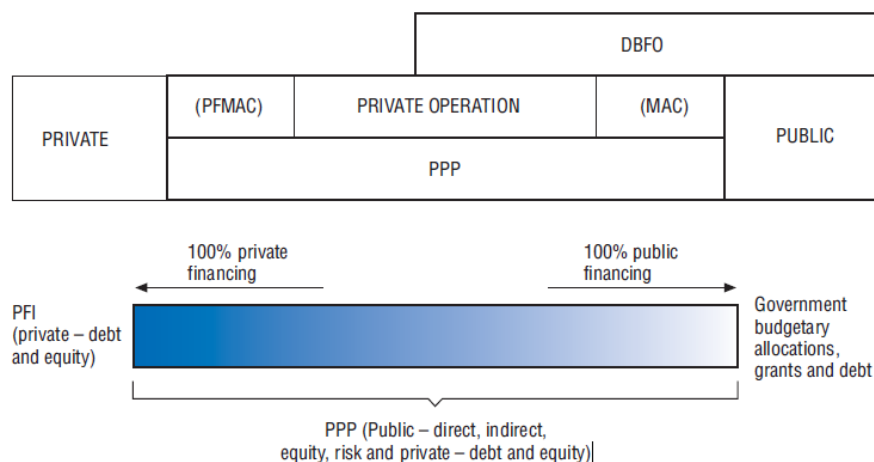 DBFO
(PFMAC)
PRIVATE OPERATION
(MAC)
PRIVATE
PUBLIC
PPP
100% private
financing
100% public
financing
PFI
(private – debt
and equity)
Government
budgetary
allocations,
grants and debt
PPP (Public – direct, indirect,
equity, risk and private – debt and equity)